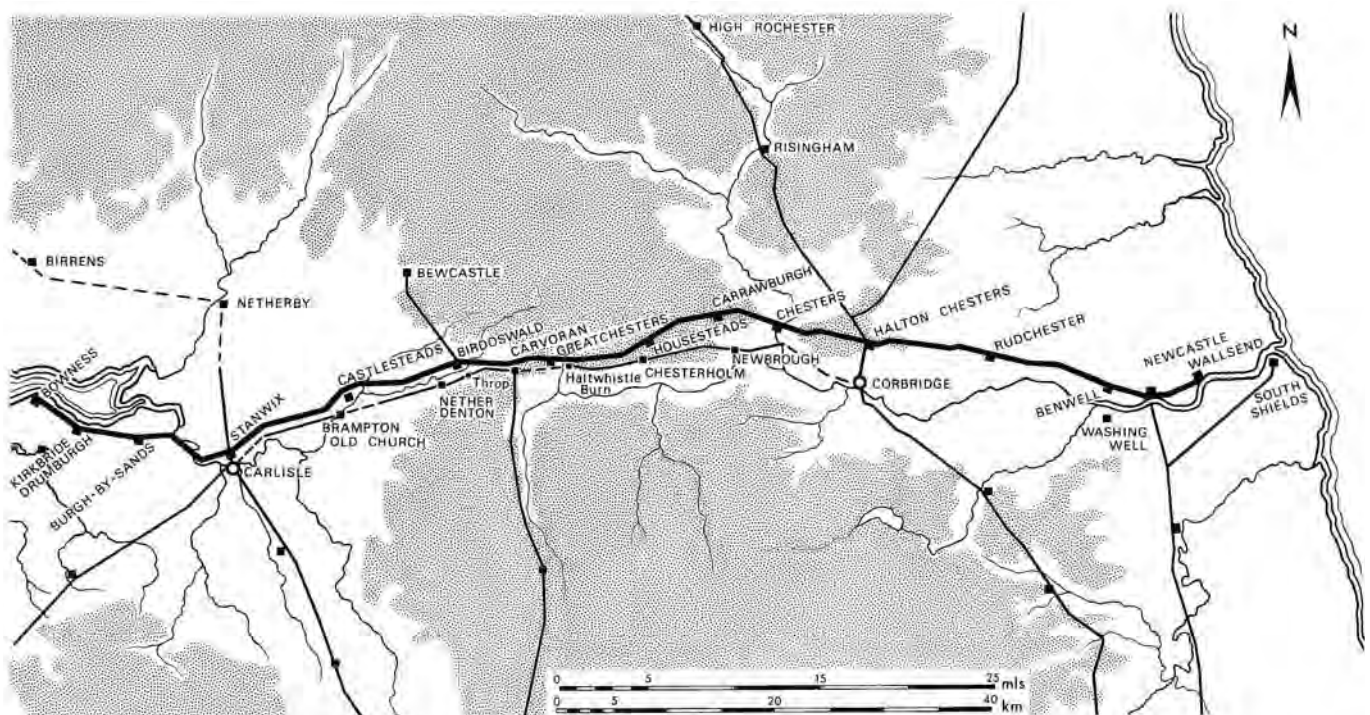 N
HIGH ROCHESTER
RISINGHAM
BIRRENS
NETHERBY
BEWCASTLE
BOWNESS
KIRKBRIDE
DRUMBURGH
BURGH-BY-SANDS
STANWIX
CARLISLE
CASTLESTEADS
BRAMPTON
OLD CHURCH
BIRDOSWALD
NETHER
DENTON
Throp
CARVORAN
GREATCHESTERS
Haltwhistle
Burn
HOUSESTEADS
CHESTERHOLM
CARRAWBURGH
NEWBROUGH
CHESTERS
HALTON CHESTERS
CORBRIDGE
RUDCHESTER
BENWELL
NEWCASTLE
WALLSEND
WASHING
WELL
SOUTH
SHIELDS
0 5 25 mls
0 5 20 40 km